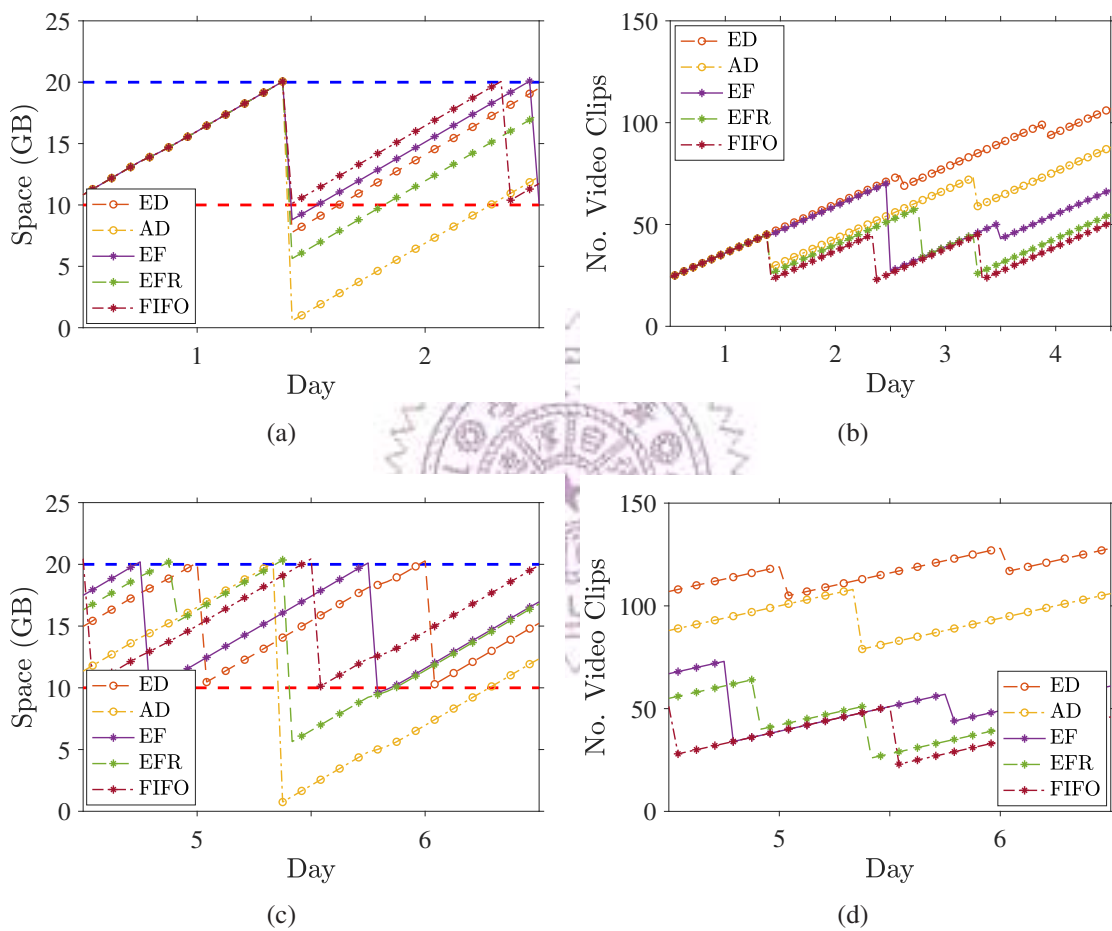 25
20
15
10
5
0
Space (GB)
ED
AD
EF
EFR
FIFO
1
2
Day
(a)
150
100
50
0
No. Video Clips
ED
AD
EF
EFR
FIFO
1
2
3
4
Day
(b)
25
20
15
10
5
0
Space (GB)
ED
AD
EF
EFR
FIFO
5
6
Day
(c)
150
100
50
0
No. Video Clips
ED
AD
EF
EFR
FIFO
5
6
Day
(d)